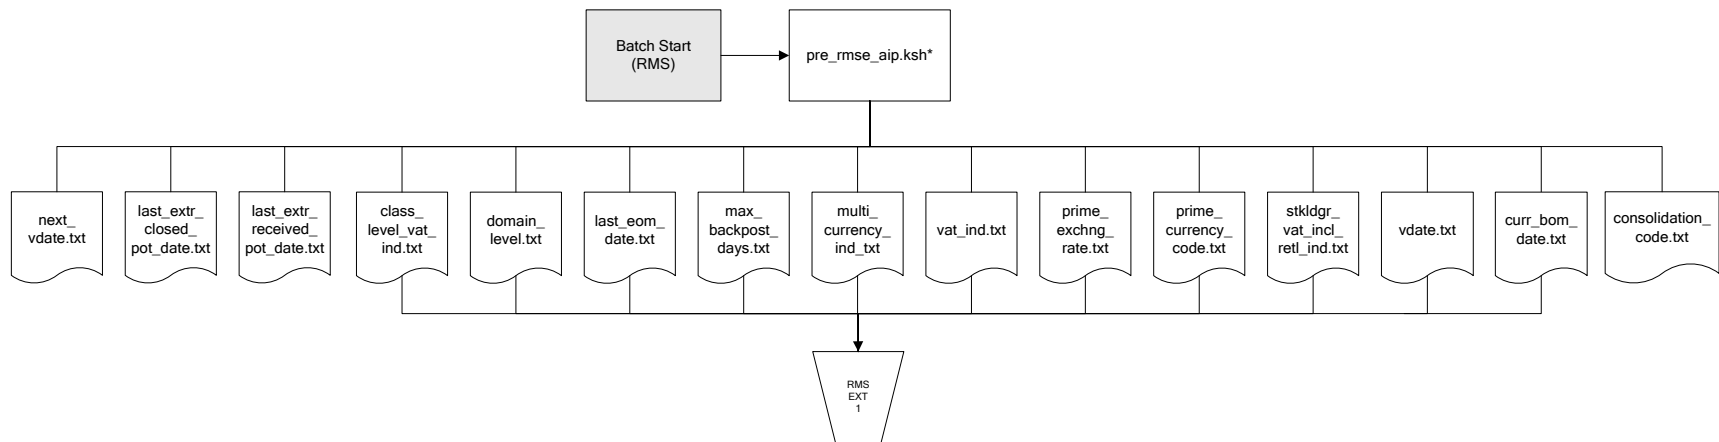 Batch Start
(RMS)
pre_rmse_aip.ksh*
next_
vdate.txt
last_extr_
closed_
pot_date.txt
last_extr_
received_
pot_date.txt
class_
level_vat_
ind.txt
domain_
level.txt
last_eom_
date.txt
max_
backpost_
days.txt
multi_
currency_
ind_txt
vat_ind.txt
prime_
exchng_
rate.txt
prime_
currency_
code.txt
stkldgr_
vat_incl_
retl_ind.txt
vdate.txt
curr_bom_
date.txt
consolidation_
code.txt
RMS
EXT
1